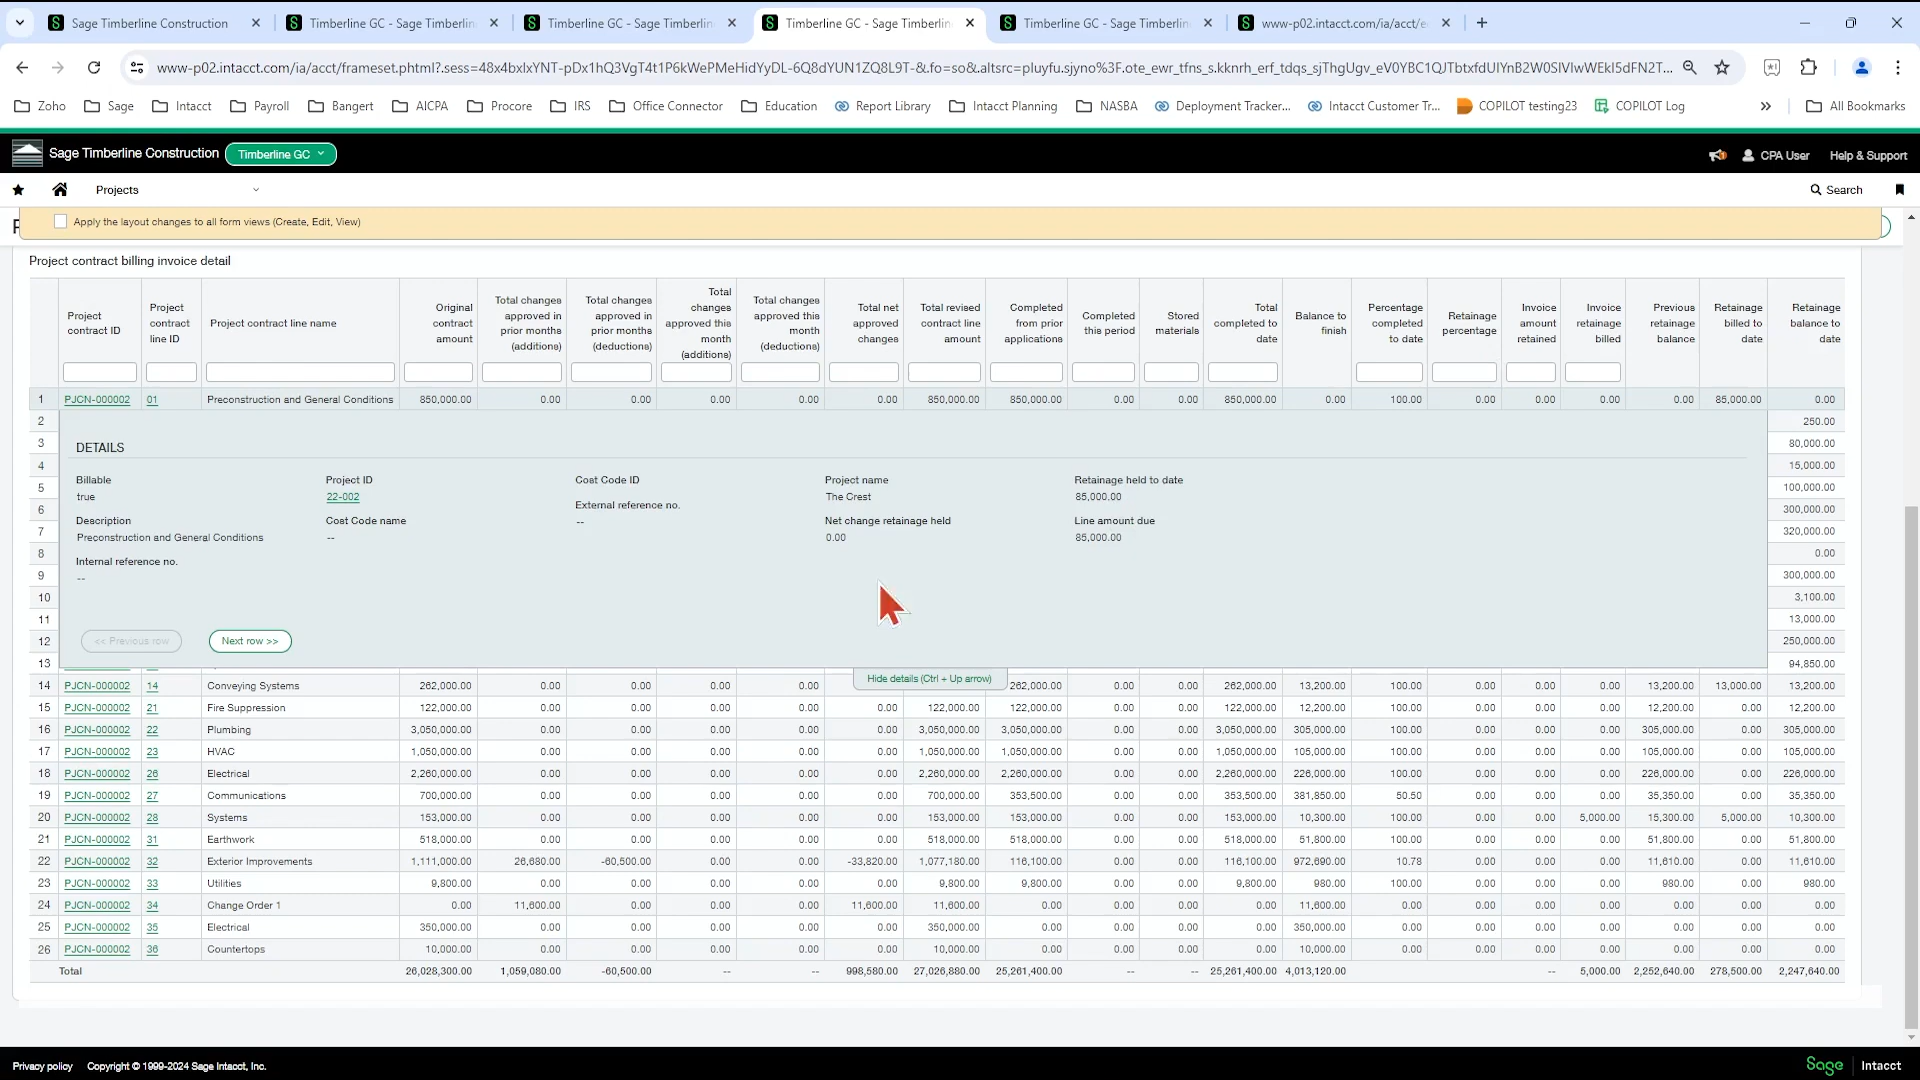 Sage Timberline Construction
Timberline GC - Sage Timberlin
Timberline GC - Sage Timberlin
Timberline GC - Sage Timberlin
Timberline GC - Sage Timberlin
www-p02.intacct.com/ia/acct/e
Zoho Sage Intacct Payroll Bangert AICPA Procore IRS Office Connector Education Report Library Intacct Planning NASBA Deployment Tracker... Intacct Customer Tr... COPILOT testing23 COPILOT Log » All Bookmarks
Sage Timberline Construction Timberline GC CPA User Help & Support
Projects Search
Apply the layout changes to all form views (Create, Edit, View)
Project contract billing invoice detail
Project contract ID
Project contract line ID
Project contract line name
Original contract amount
Total changes approved in prior months (additions)
Total changes approved in prior months (deductions)
Total changes approved this month (additions)
Total changes approved this month (deductions)
Total net approved changes
Total revised contract line amount
Completed from prior applications
Completed this period
Stored materials
Total completed to date
Balance to finish
Percentage completed to date
Retainage percentage
Invoice amount retained
Invoice retainage billed
Previous retainage balance
Retainage billed to date
Retainage balance to date
1 PJCN-000002 01 Preconstruction and General Conditions 850,000.00 0.00 0.00 0.00 0.00 0.00 850,000.00 850,000.00 0.00 0.00 850,000.00 0.00 100.00 0.00 0.00 0.00 0.00 85,000.00 0.00
2 250.00
3 80,000.00
4 15,000.00
5 100,000.00
6 300,000.00
7 320,000.00
8 0.00
9 300,000.00
10 3,100.00
11 13,000.00
12 250,000.00
13 94,850.00
DETAILS
Billable
true
Description
Preconstruction and General Conditions
Internal reference no.
--
Project ID
22-002
Cost Code name
--
Cost Code ID
External reference no.
--
Project name
The Crest
Net change retainage held
0.00
Retainage held to date
85,000.00
Line amount due
85,000.00
<< Previous row Next row >>
Hide details (Ctrl + Up arrow)
14 PJCN-000002 14 Conveying Systems 262,000.00 0.00 0.00 0.00 0.00 262,000.00 0.00 0.00 262,000.00 13,200.00 100.00 0.00 0.00 0.00 13,200.00 13,000.00 13,200.00
15 PJCN-000002 21 Fire Suppression 122,000.00 0.00 0.00 0.00 0.00 0.00 122,000.00 122,000.00 0.00 0.00 122,000.00 12,200.00 100.00 0.00 0.00 0.00 12,200.00 0.00 12,200.00
16 PJCN-000002 22 Plumbing 3,050,000.00 0.00 0.00 0.00 0.00 0.00 3,050,000.00 3,050,000.00 0.00 0.00 3,050,000.00 305,000.00 100.00 0.00 0.00 0.00 305,000.00 0.00 305,000.00
17 PJCN-000002 23 HVAC 1,050,000.00 0.00 0.00 0.00 0.00 0.00 1,050,000.00 1,050,000.00 0.00 0.00 1,050,000.00 105,000.00 100.00 0.00 0.00 0.00 105,000.00 0.00 105,000.00
18 PJCN-000002 26 Electrical 2,260,000.00 0.00 0.00 0.00 0.00 0.00 2,260,000.00 2,260,000.00 0.00 0.00 2,260,000.00 226,000.00 100.00 0.00 0.00 0.00 226,000.00 0.00 226,000.00
19 PJCN-000002 27 Communications 700,000.00 0.00 0.00 0.00 0.00 0.00 700,000.00 353,500.00 0.00 0.00 353,500.00 381,850.00 50.50 0.00 0.00 0.00 35,350.00 0.00 35,350.00
20 PJCN-000002 28 Systems 153,000.00 0.00 0.00 0.00 0.00 0.00 153,000.00 153,000.00 0.00 0.00 153,000.00 10,300.00 100.00 0.00 0.00 5,000.00 15,300.00 5,000.00 10,300.00
21 PJCN-000002 31 Earthwork 518,000.00 0.00 0.00 0.00 0.00 0.00 518,000.00 518,000.00 0.00 0.00 518,000.00 51,800.00 100.00 0.00 0.00 0.00 51,800.00 0.00 51,800.00
22 PJCN-000002 32 Exterior Improvements 1,111,000.00 26,680.00 -60,500.00 0.00 0.00 -33,820.00 1,077,180.00 116,100.00 0.00 0.00 116,100.00 972,690.00 10.78 0.00 0.00 0.00 11,610.00 0.00 11,610.00
23 PJCN-000002 33 Utilities 9,800.00 0.00 0.00 0.00 0.00 0.00 9,800.00 9,800.00 0.00 0.00 9,800.00 980.00 100.00 0.00 0.00 0.00 980.00 0.00 980.00
24 PJCN-000002 34 Change Order 1 0.00 11,600.00 0.00 0.00 0.00 11,600.00 11,600.00 0.00 0.00 0.00 0.00 11,600.00 0.00 0.00 0.00 0.00 0.00 0.00 0.00
25 PJCN-000002 35 Electrical 350,000.00 0.00 0.00 0.00 0.00 0.00 350,000.00 0.00 0.00 0.00 0.00 350,000.00 0.00 0.00 0.00 0.00 0.00 0.00 0.00
26 PJCN-000002 36 Countertops 10,000.00 0.00 0.00 0.00 0.00 0.00 10,000.00 0.00 0.00 0.00 0.00 10,000.00 0.00 0.00 0.00 0.00 0.00 0.00 0.00
Total 26,028,300.00 1,059,080.00 -60,500.00 -- -- 998,580.00 27,026,880.00 25,261,400.00 -- -- 25,261,400.00 4,013,120.00 -- 5,000.00 2,252,640.00 278,500.00 2,247,640.00
Privacy policy Copyright © 1999-2024 Sage Intacct, Inc. Sage Intacct